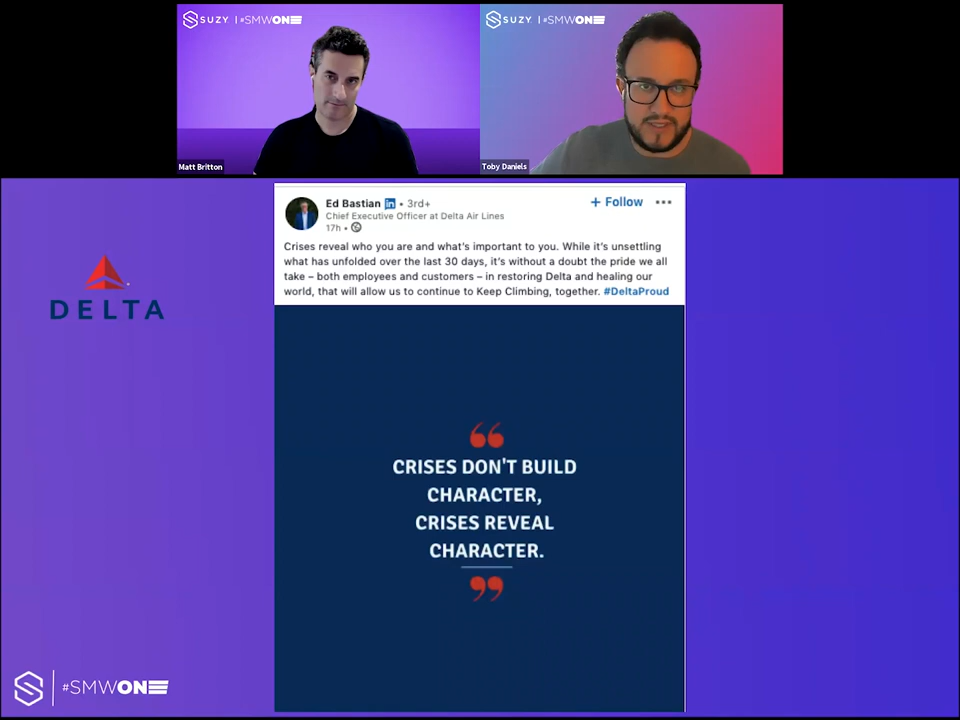 SUZY | #SMWONE
SUZY | #SMWONE
Matt Britton
Toby Daniels
Ed Bastian in • 3rd+
+ Follow •••
Chief Executive Officer at Delta Air Lines
17h •
Crises reveal who you are and what's important to you. While it's unsettling
what has unfolded over the last 30 days, it's without a doubt the pride we all
take – both employees and customers – in restoring Delta and healing our
world, that will allow us to continue to Keep Climbing, together. #DeltaProud
DELTA
“
CRISES DON'T BUILD
CHARACTER,
CRISES REVEAL
CHARACTER.
”
S | #SMWONE